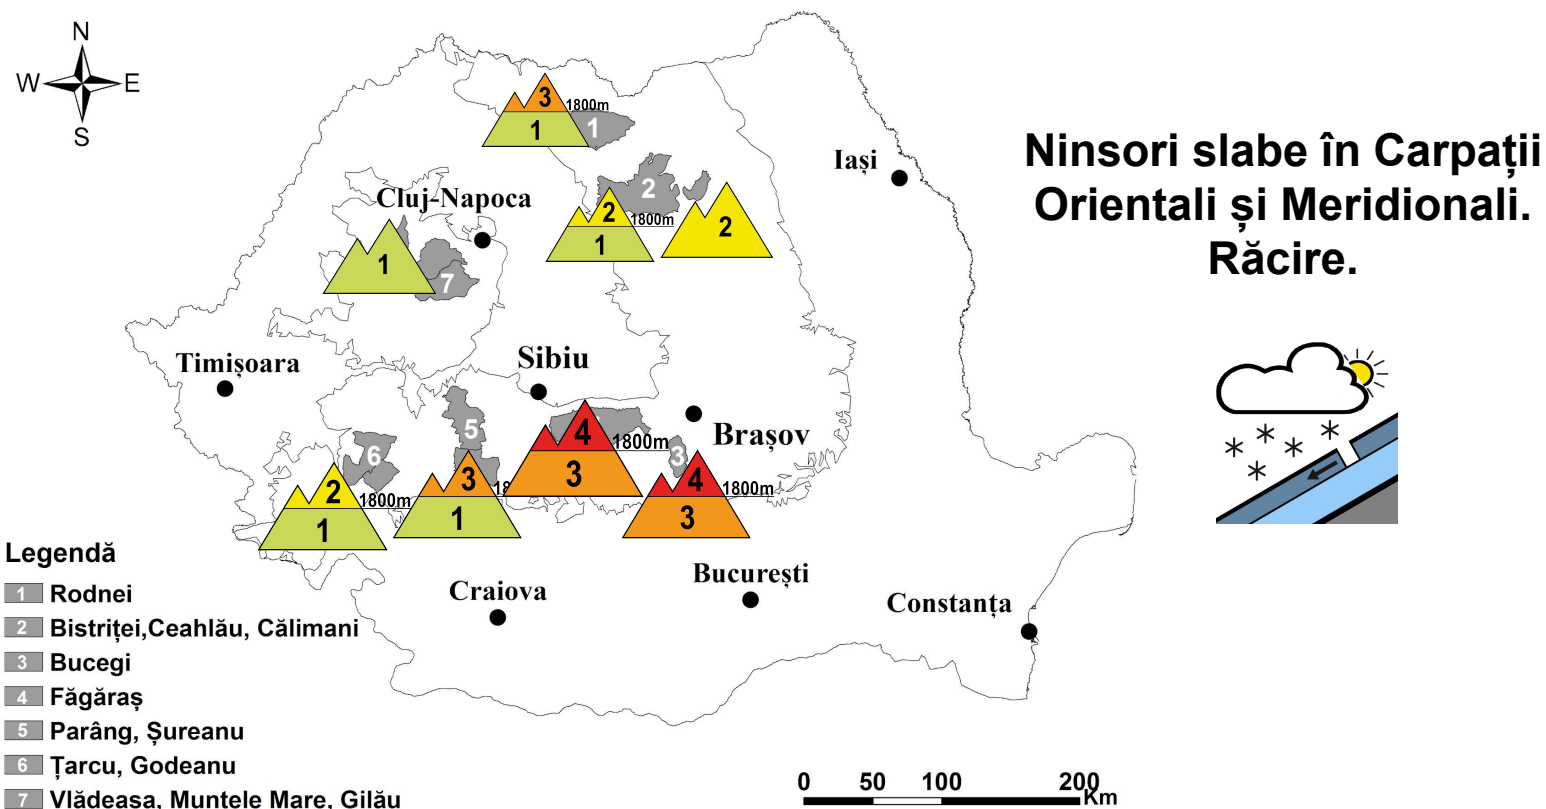 N
W E
S
3
1800m
1
1
Iași
Cluj-Napoca
2
2
1800m
1
2
1
7
Ninsori slabe în Carpații
Orientali și Meridionali.
Răcire.
Timișoara
Sibiu
Brașov
5
6
4
1800m
3
3
2
1800m
1
3
1
4
1800m
3
Craiova
București
Constanța
Legendă
1 Rodnei
2 Bistriței,Ceahlău, Călimani
3 Bucegi
4 Făgăraș
5 Parâng, Șureanu
6 Țarcu, Godeanu
7 Vlădeasa, Muntele Mare, Gilău
0 50 100 200
Km